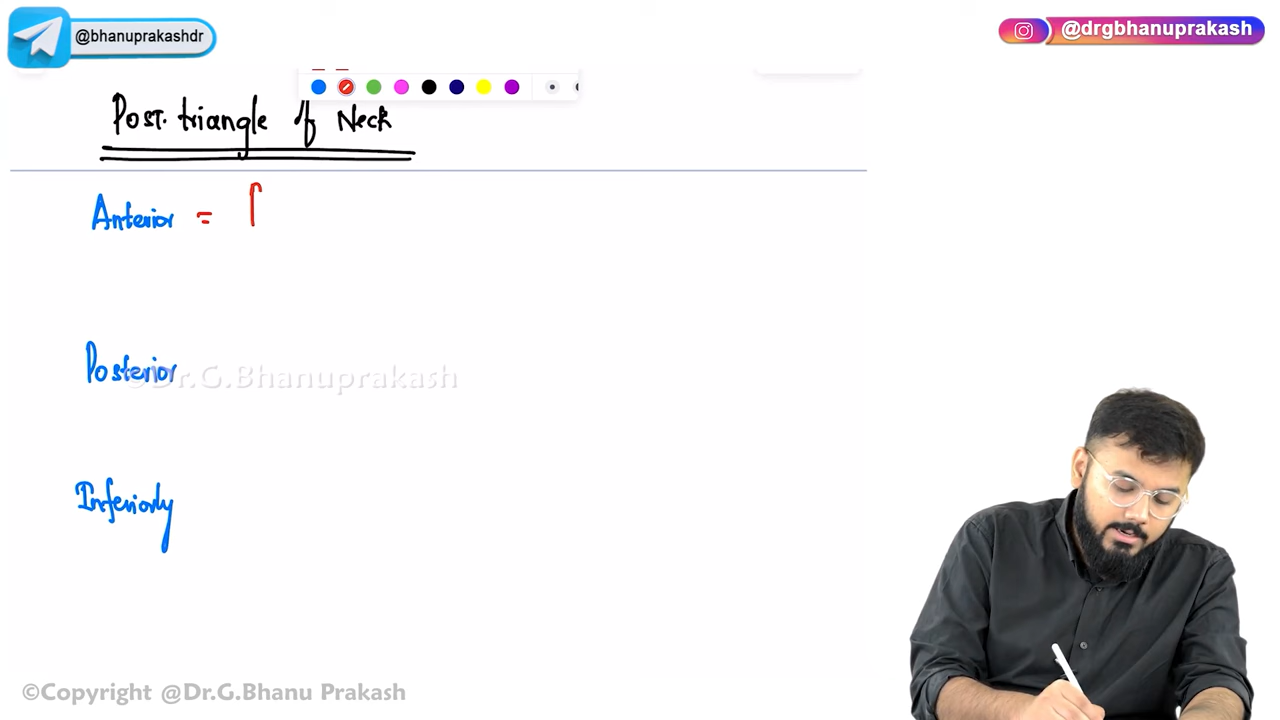 @bhanuprakashdr
@drgbhanuprakash
Post. triangle of Neck
Anterior =
Posterior
©Dr.G.Bhanuprakash
Inferiorly
©Copyright @Dr.G.Bhanu Prakash